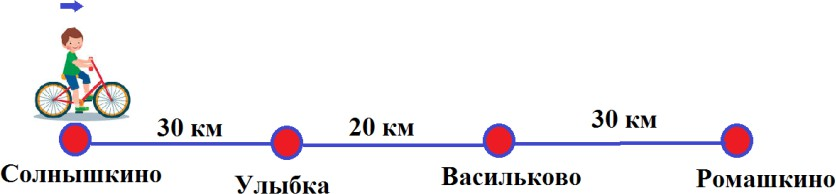 30 км
20 км
30 км
Солнышкино
Улыбка
Васильково
Ромашкино